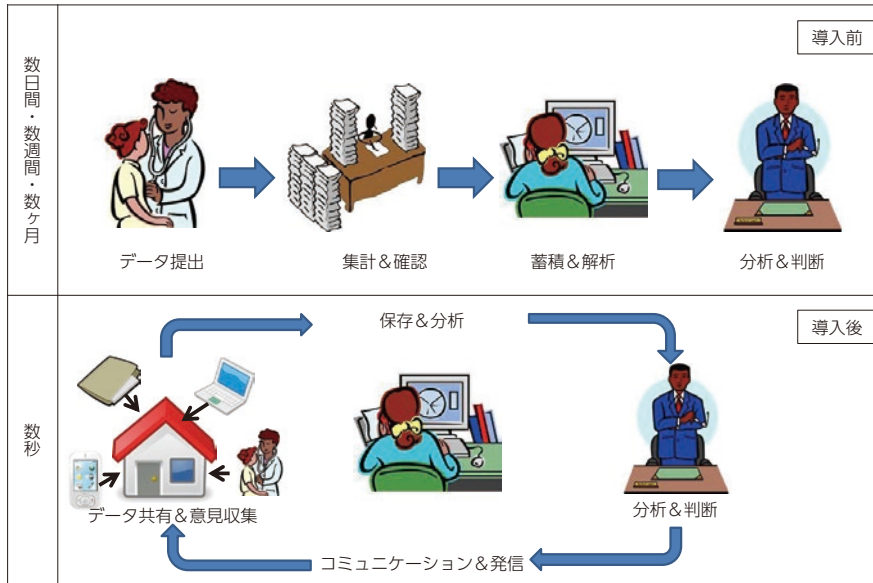 導入前
数日間・数週間・数ヶ月
データ提出
集計&確認
蓄積&解析
分析&判断
導入後
数秒
保存&分析
データ共有&意見収集
分析&判断
コミュニケーション&発信